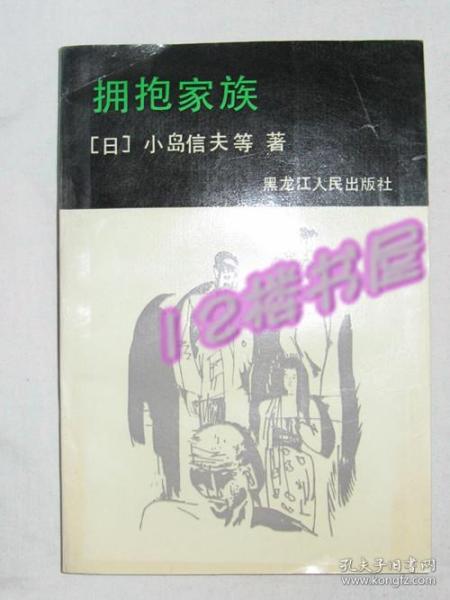 拥抱家族
［日］小岛信夫等 著
黑龙江人民出版社
12楼书屋
孔夫子旧书网
www.kongfz.com